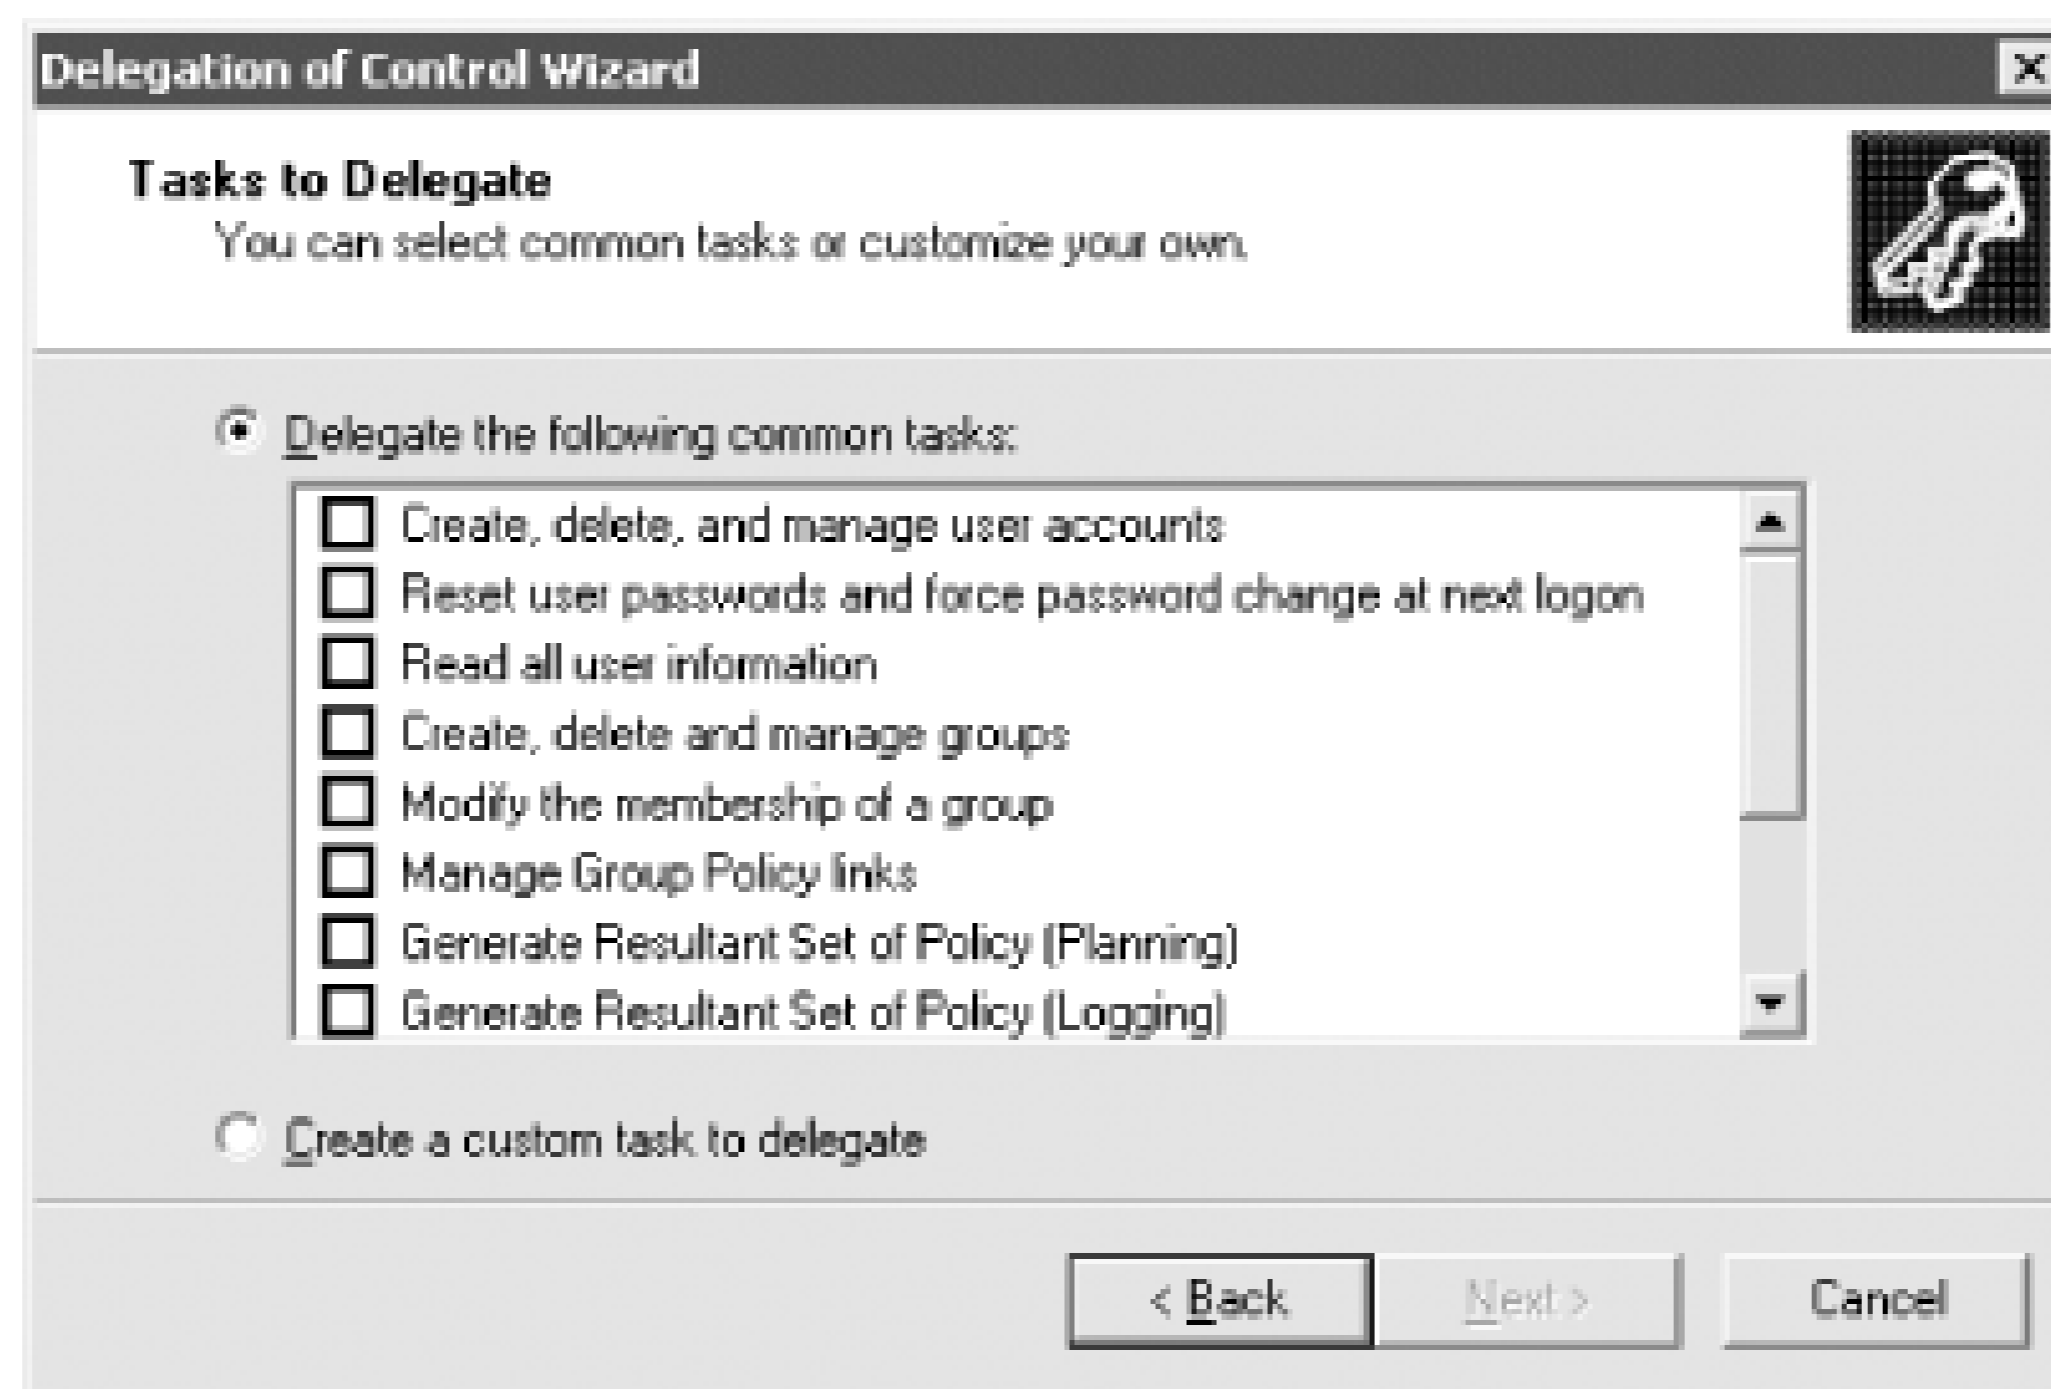 Delegation of Control Wizard
Tasks to Delegate
You can select common tasks or customize your own.
Delegate the following common tasks:
Create, delete, and manage user accounts
Reset user passwords and force password change at next logon
Read all user information
Create, delete and manage groups
Modify the membership of a group
Manage Group Policy links
Generate Resultant Set of Policy (Planning)
Generate Resultant Set of Policy (Logging)
Create a custom task to delegate
< Back
Next >
Cancel